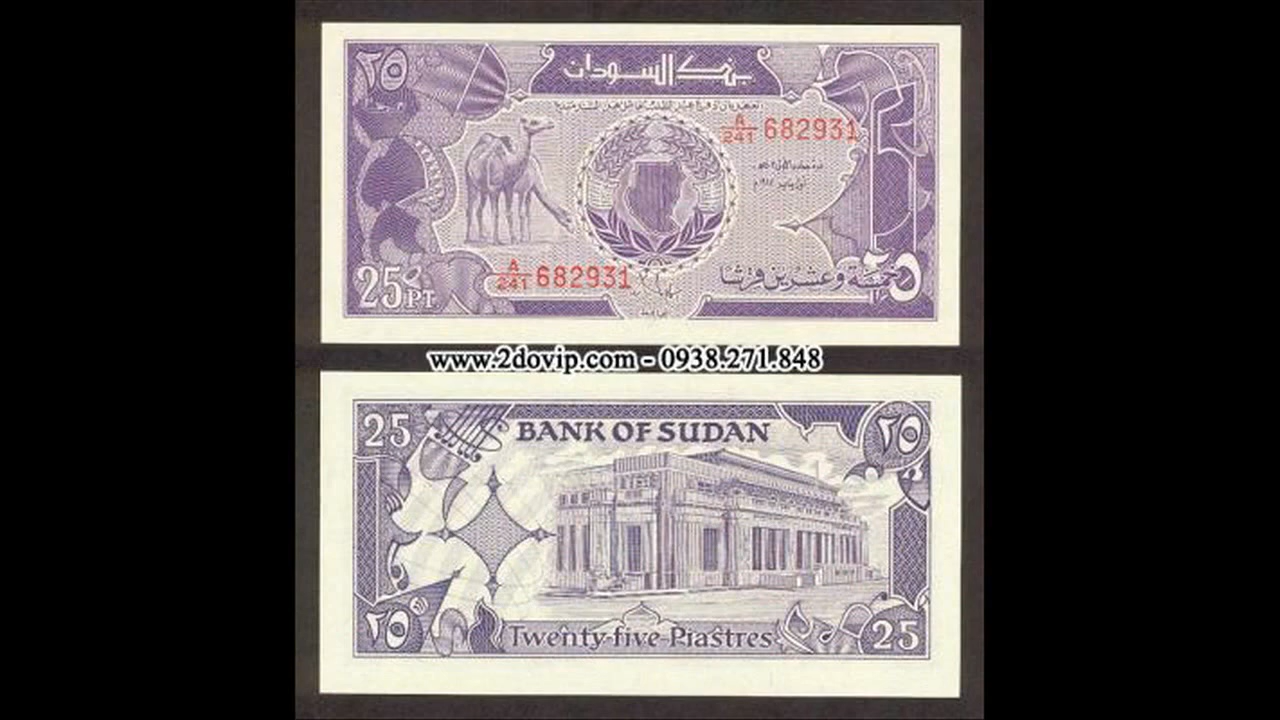 ٢٥
بنك السودان
A/241 682931
A/241 682931
25 PT.
خمسة وعشرين قرشا
٢٥
www.2dovip.com - 0938.271.848
25
BANK OF SUDAN
٢٥
٢٥
Twenty-five Piastres
25